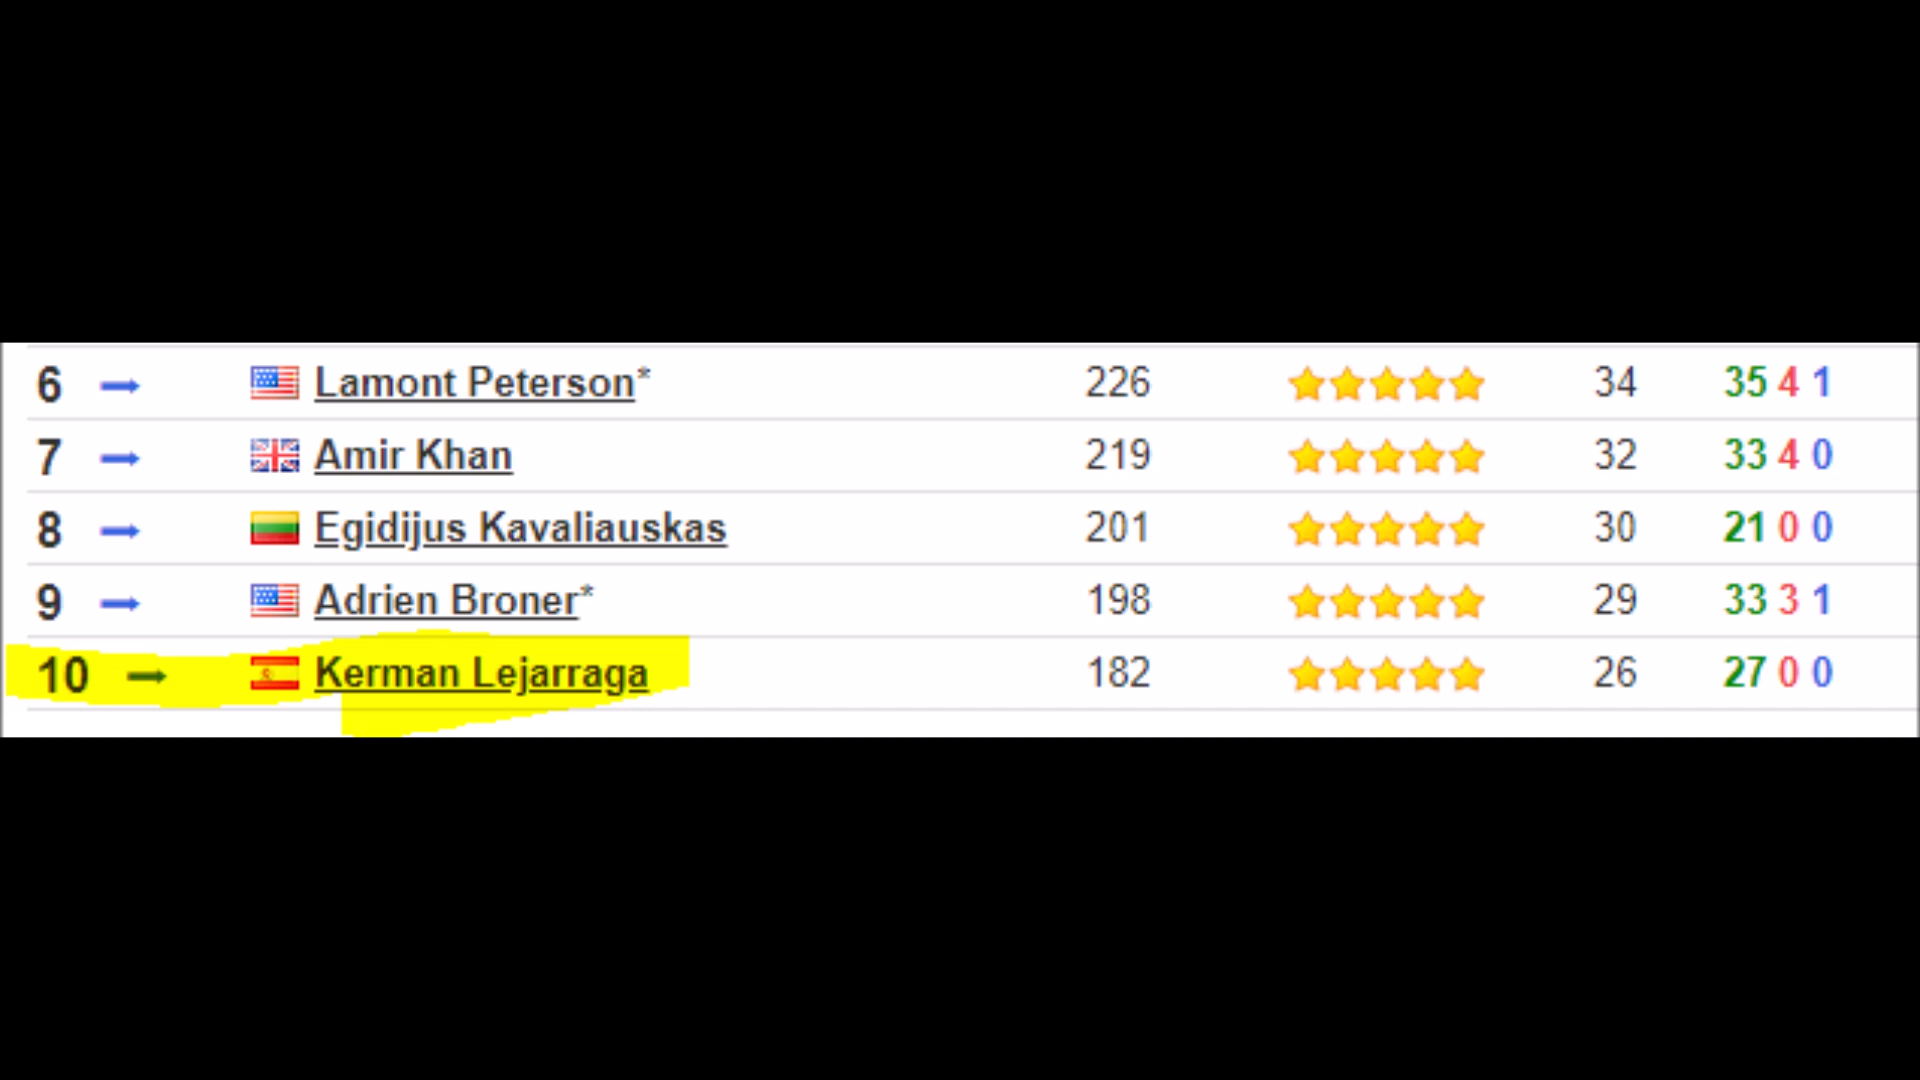 6 Lamont Peterson* 226 34 35 4 1
7 Amir Khan 219 32 33 4 0
8 Egidijus Kavaliauskas 201 30 21 0 0
9 Adrien Broner* 198 29 33 3 1
10 Kerman Lejarraga 182 26 27 0 0